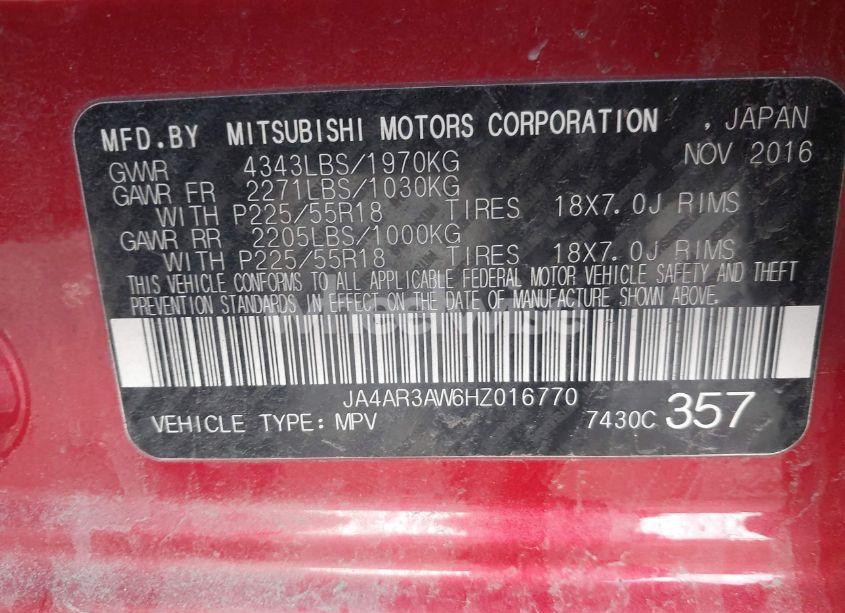 MFD.BY MITSUBISHI MOTORS CORPORATION , JAPAN
GVWR 4343LBS/1970KG NOV 2016
GAWR FR 2271LBS/1030KG
WITH P225/55R18 TIRES 18X7.0J RIMS
GAWR RR 2205LBS/1000KG
WITH P225/55R18 TIRES 18X7.0J RIMS
THIS VEHICLE CONFORMS TO ALL APPLICABLE FEDERAL MOTOR VEHICLE SAFETY AND THEFT
PREVENTION STANDARDS IN EFFECT ON THE DATE OF MANUFACTURE SHOWN ABOVE.
JA4AR3AW6HZ016770
VEHICLE TYPE: MPV 7430C 357